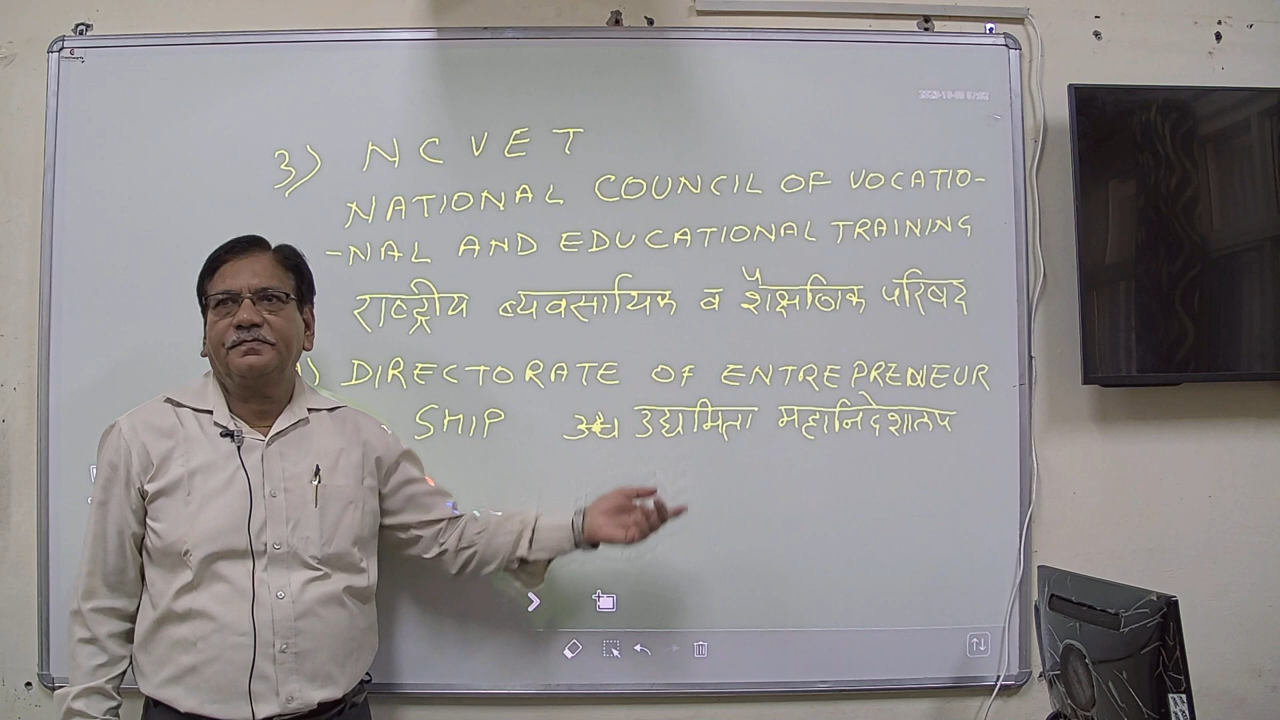 3) NCVET
NATIONAL COUNCIL OF VOCATIO-
-NAL AND EDUCATIONAL TRAINING
राष्ट्रीय व्यवसायिक व शैक्षणिक परिषद
) DIRECTORATE OF ENTREPRENEUR
SHIP उद्यमिता महानिदेशालय